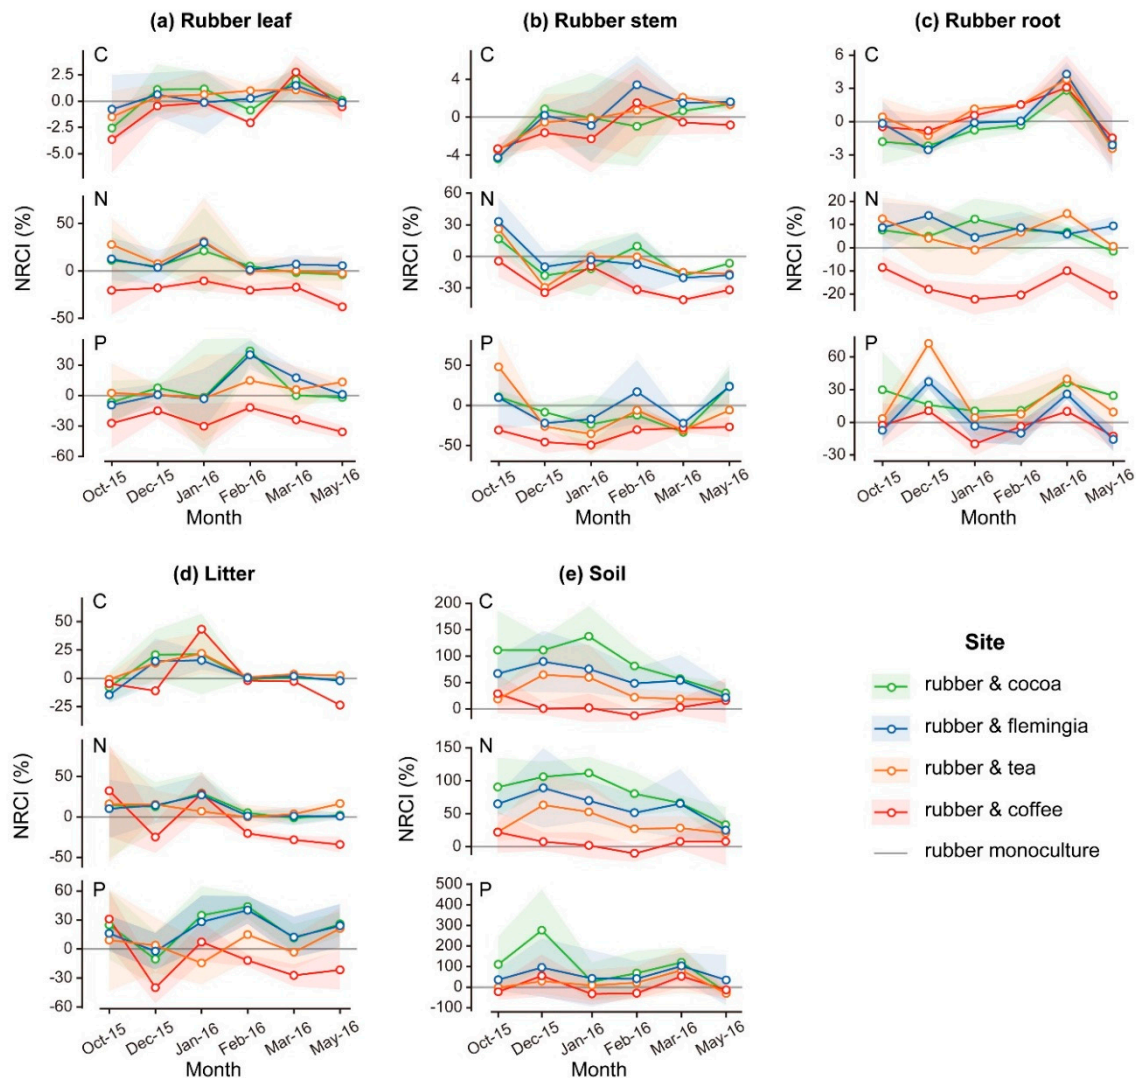 (a) Rubber leaf
(b) Rubber stem
(c) Rubber root
C
2.5
0.0
-2.5
-5.0
N
50
0
-50
P
30
0
-30
-60
NRCI (%)
Oct-15
Dec-15
Jan-16
Feb-16
Mar-16
May-16
Month
C
4
0
-4
N
60
30
0
-30
P
50
0
-50
NRCI (%)
Oct-15
Dec-15
Jan-16
Feb-16
Mar-16
May-16
Month
C
6
3
0
-3
N
20
10
0
-10
-20
P
60
30
0
-30
NRCI (%)
Oct-15
Dec-15
Jan-16
Feb-16
Mar-16
May-16
Month
(d) Litter
(e) Soil
C
50
25
0
-25
N
50
0
-50
P
60
30
0
-30
-60
NRCI (%)
Oct-15
Dec-15
Jan-16
Feb-16
Mar-16
May-16
Month
C
200
150
100
50
0
N
150
100
50
0
P
500
400
300
200
100
0
-100
NRCI (%)
Oct-15
Dec-15
Jan-16
Feb-16
Mar-16
May-16
Month
Site
rubber & cocoa
rubber & flemingia
rubber & tea
rubber & coffee
rubber monoculture